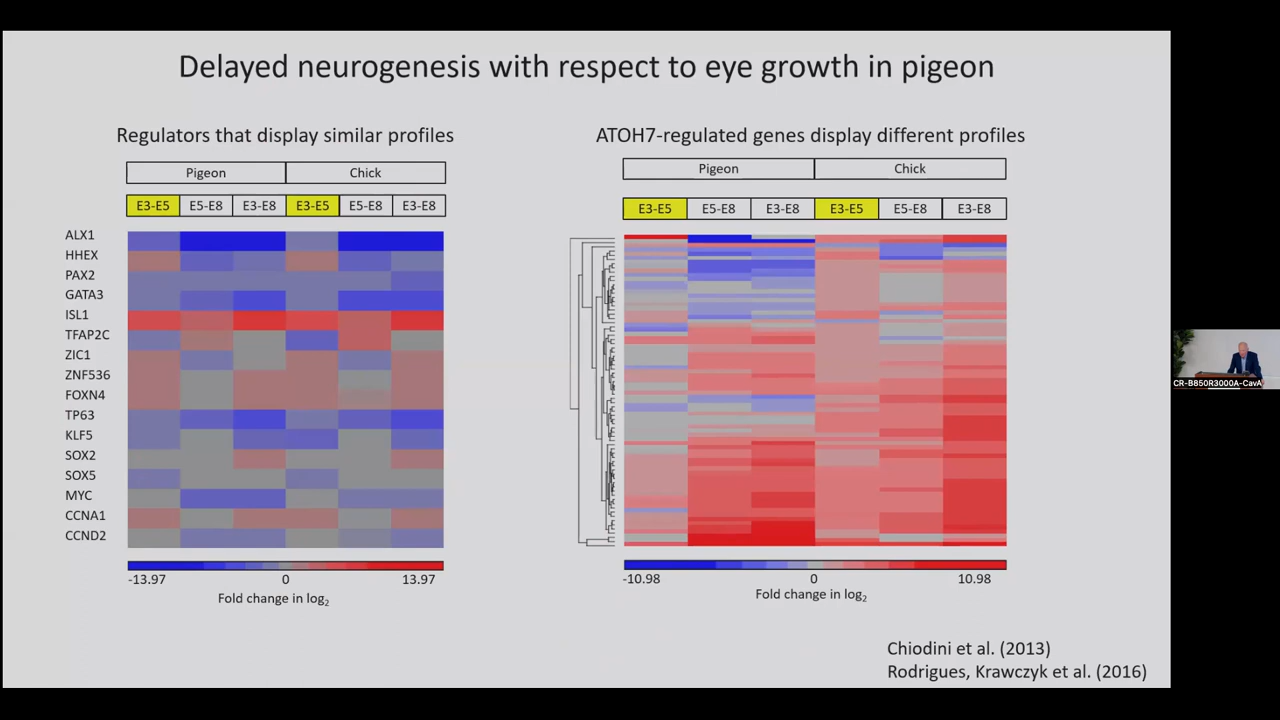 Delayed neurogenesis with respect to eye growth in pigeon
Regulators that display similar profiles
Pigeon Chick
E3-E5 E5-E8 E3-E8 E3-E5 E5-E8 E3-E8
ALX1
HHEX
PAX2
GATA3
ISL1
TFAP2C
ZIC1
ZNF536
FOXN4
TP63
KLF5
SOX2
SOX5
MYC
CCNA1
CCND2
-13.97 0 13.97
Fold change in log2
ATOH7-regulated genes display different profiles
Pigeon Chick
E3-E5 E5-E8 E3-E8 E3-E5 E5-E8 E3-E8
-10.98 0 10.98
Fold change in log2
Chiodini et al. (2013)
Rodrigues, Krawczyk et al. (2016)
CR-B850R3000A-CavA